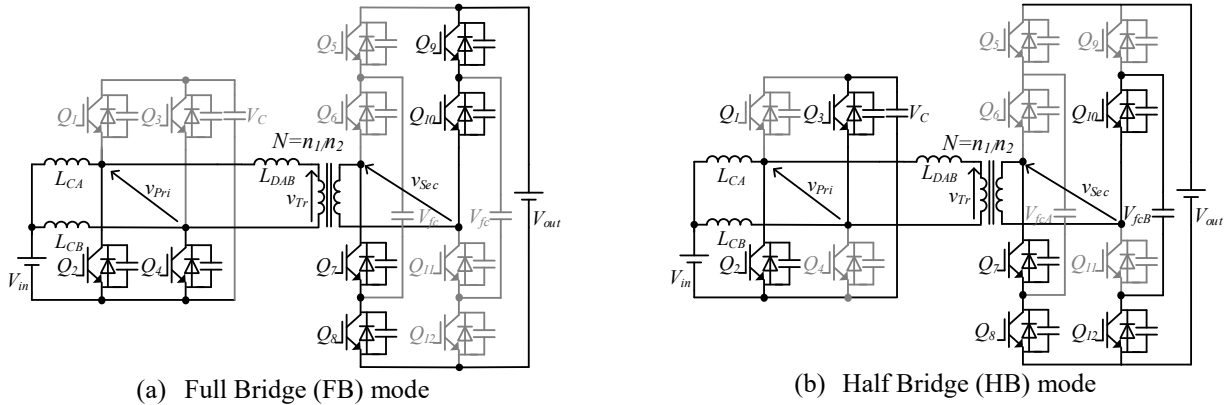 Q5
Q9
Q6
Q10
Q1
Q3
VC
N=n1/n2
LCA
LDAB
vPri
vTr
vSec
Vfc
Vfc
Vout
LCB
Vin
Q2
Q4
Q7
Q11
Q8
Q12
(a) Full Bridge (FB) mode
Q5
Q9
Q6
Q10
Q1
Q3
VC
N=n1/n2
LCA
LDAB
vPri
vTr
vSec
VfcA
VfcB
Vout
LCB
Vin
Q2
Q4
Q7
Q11
Q8
Q12
(b) Half Bridge (HB) mode